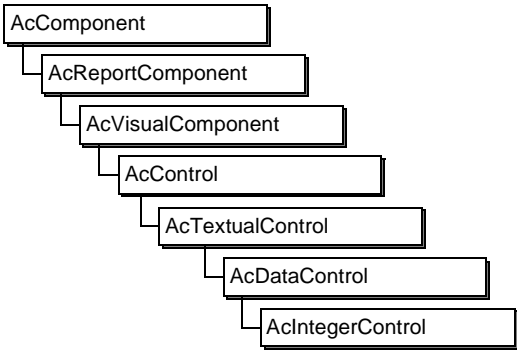 AcComponent
AcReportComponent
AcVisualComponent
AcControl
AcTextualControl
AcDataControl
AcIntegerControl